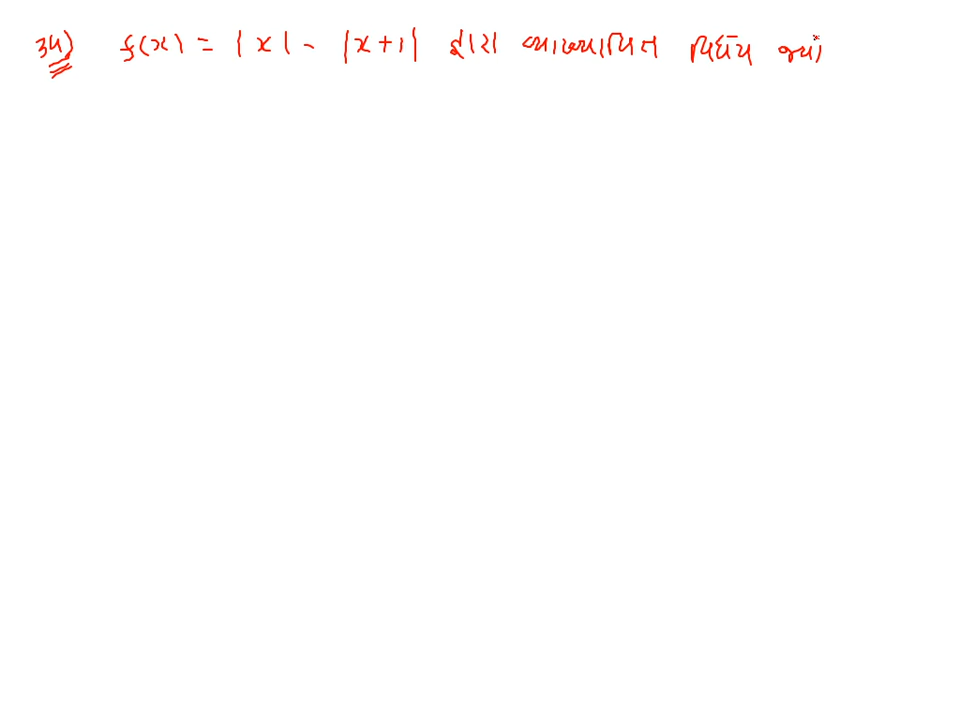 34) f(x) = |x| - |x+1| દ્વારા વ્યાખ્યાયિત વિધેય જ્યાં